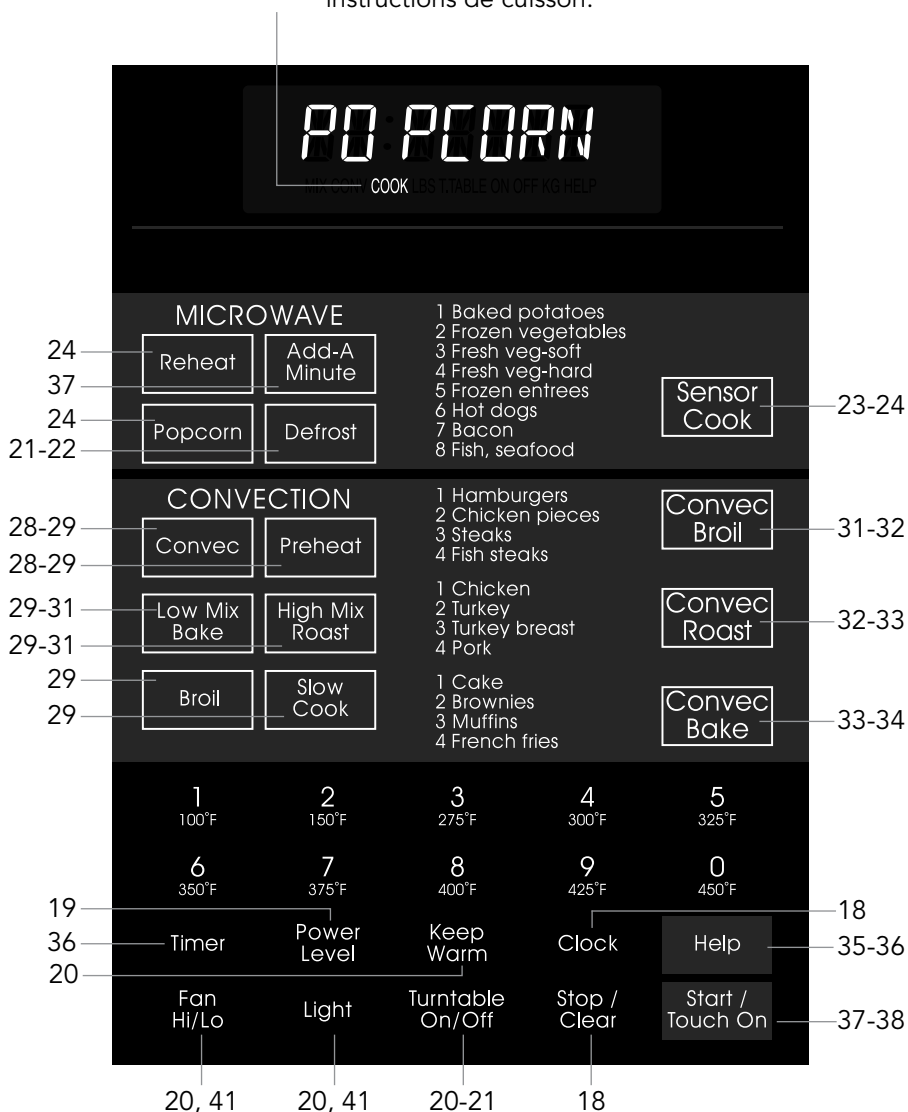 instructions de cuisson.
PO PCORN
MIX CONV COOK LBS T.TABLE ON OFF KG HELP
MICROWAVE
24
Reheat
Add-A
Minute
37
24
Popcorn
Defrost
21-22
1 Baked potatoes
2 Frozen vegetables
3 Fresh veg-soft
4 Fresh veg-hard
5 Frozen entrees
6 Hot dogs
7 Bacon
8 Fish, seafood
Sensor
Cook
23-24
CONVECTION
28-29
Convec
Preheat
28-29
29-31
Low Mix
Bake
High Mix
Roast
29-31
29
Broil
Slow
Cook
29
1 Hamburgers
2 Chicken pieces
3 Steaks
4 Fish steaks
Convec
Broil
31-32
1 Chicken
2 Turkey
3 Turkey breast
4 Pork
Convec
Roast
32-33
1 Cake
2 Brownies
3 Muffins
4 French fries
Convec
Bake
33-34
1 2 3 4 5
100°F 150°F 275°F 300°F 325°F
6 7 8 9 0
350°F 375°F 400°F 425°F 450°F
19
18
36
Timer
Power
Level
Keep
Warm
Clock
Help
35-36
20
Fan
Hi/Lo
Light
Turntable
On/Off
Stop /
Clear
Start /
Touch On
37-38
20, 41 20, 41 20-21 18